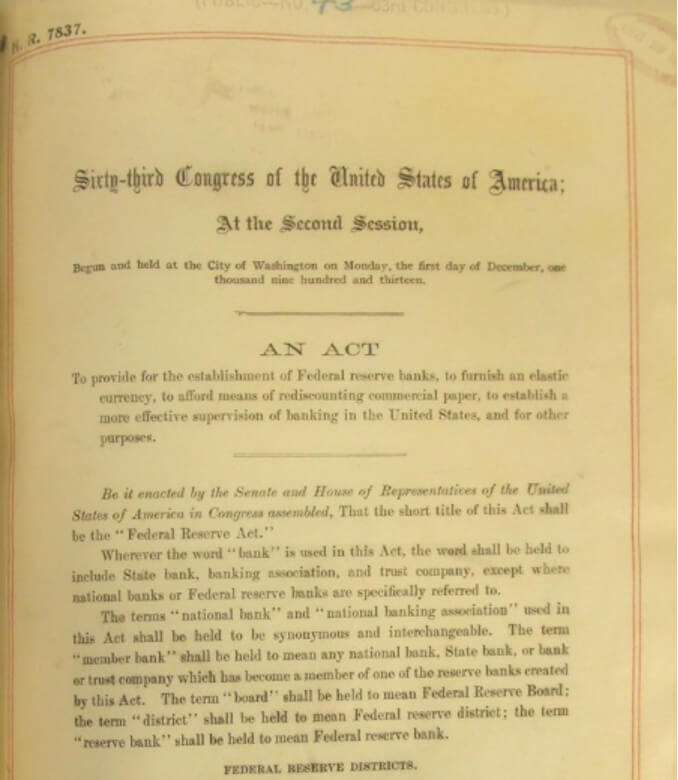 (PUBLIC—NO. 43—63RD CONGRESS)
H. R. 7837.
Sixty-third Congress of the United States of America;
At the Second Session,
Begun and held at the City of Washington on Monday, the first day of December, one
thousand nine hundred and thirteen.
AN ACT
To provide for the establishment of Federal reserve banks, to furnish an elastic
currency, to afford means of rediscounting commercial paper, to establish a
more effective supervision of banking in the United States, and for other
purposes.
Be it enacted by the Senate and House of Representatives of the United
States of America in Congress assembled, That the short title of this Act shall
be the "Federal Reserve Act."
Wherever the word "bank" is used in this Act, the word shall be held to
include State bank, banking association, and trust company, except where
national banks or Federal reserve banks are specifically referred to.
The terms "national bank" and "national banking association" used in
this Act shall be held to be synonymous and interchangeable. The term
"member bank" shall be held to mean any national bank, State bank, or bank
or trust company which has become a member of one of the reserve banks created
by this Act. The term "board" shall be held to mean Federal Reserve Board;
the term "district" shall be held to mean Federal reserve district; the term
"reserve bank" shall be held to mean Federal reserve bank.
FEDERAL RESERVE DISTRICTS.